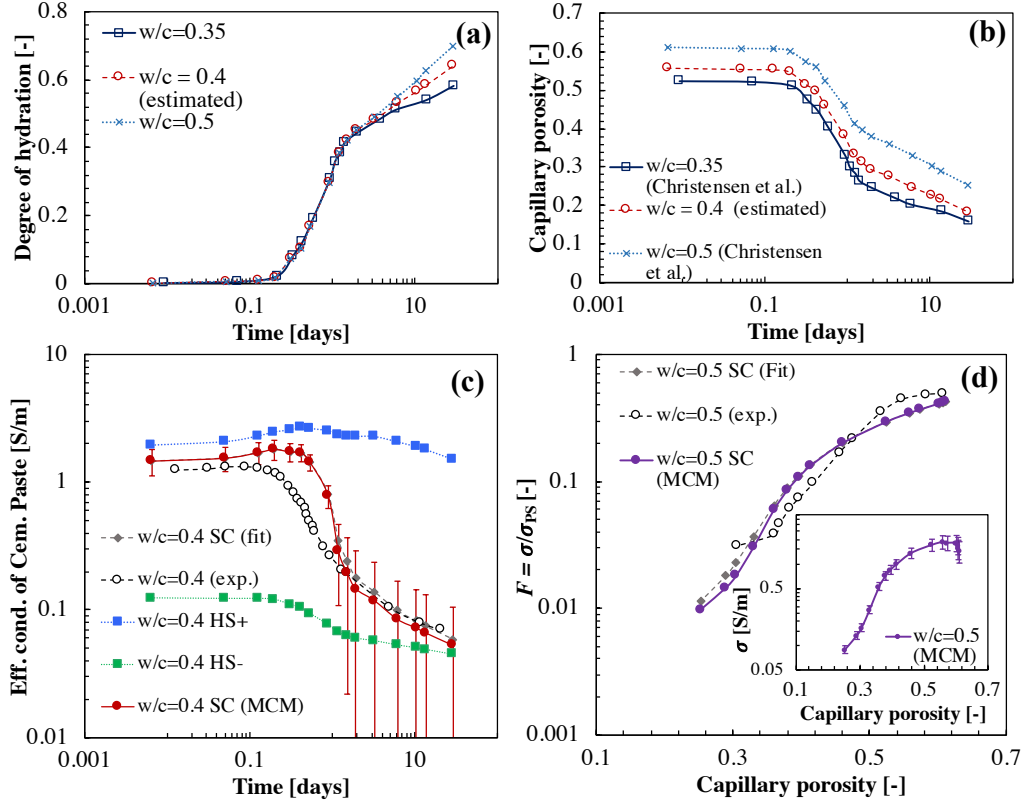 (a)
Degree of hydration [-]
0.8
0.6
0.4
0.2
0
w/c=0.35
w/c = 0.4
(estimated)
w/c=0.5
0.001
0.1
10
Time [days]
(b)
Capillary porosity [-]
0.7
0.6
0.5
0.4
0.3
0.2
0.1
0
w/c=0.35
(Christensen et al.)
w/c = 0.4 (estimated)
w/c=0.5 (Christensen
et al.)
0.001
0.1
10
Time [days]
(c)
Eff. cond. of Cem. Paste [S/m]
10
1
0.1
0.01
w/c=0.4 SC (fit)
w/c=0.4 (exp.)
w/c=0.4 HS+
w/c=0.4 HS-
w/c=0.4 SC (MCM)
0.001
0.1
10
Time [days]
(d)
F = σ/σPS [-]
1
0.1
0.01
0.001
w/c=0.5 SC (Fit)
w/c=0.5 (exp.)
w/c=0.5 SC
(MCM)
σ [S/m]
0.5
0.05
w/c=0.5
(MCM)
0.1
0.3
0.5
0.7
Capillary porosity [-]
0.1
0.3
0.5
0.7
Capillary porosity [-]